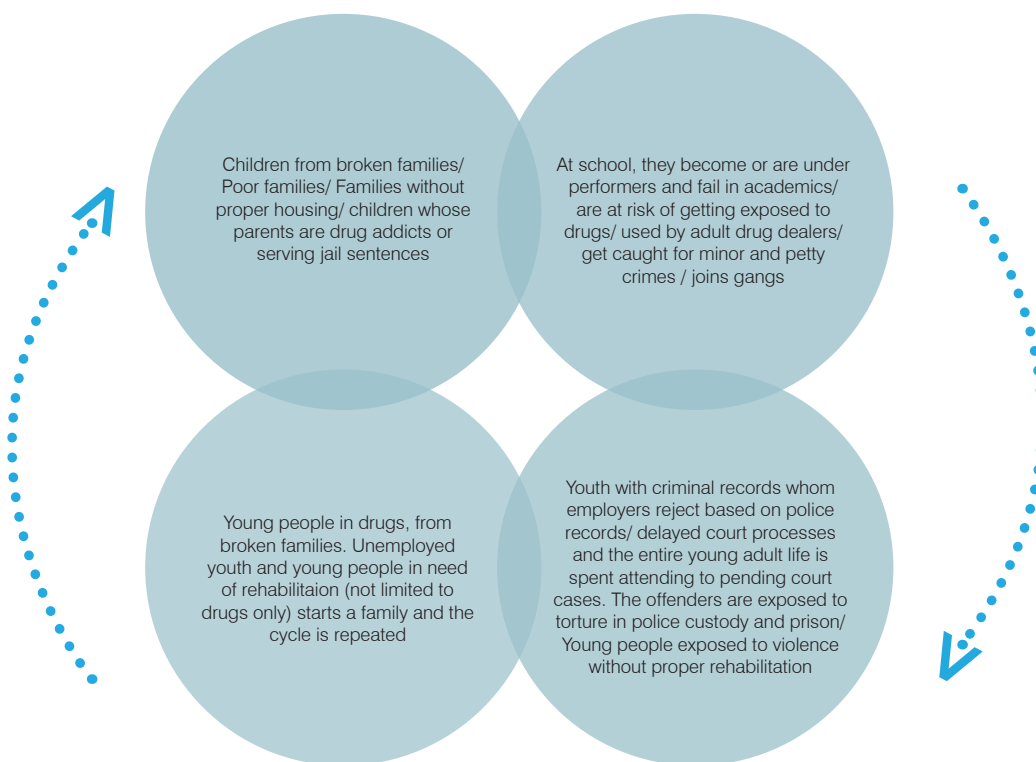 Children from broken families/
Poor families/ Families without
proper housing/ children whose
parents are drug addicts or
serving jail sentences
At school, they become or are under
performers and fail in academics/
are at risk of getting exposed to
drugs/ used by adult drug dealers/
get caught for minor and petty
crimes / joins gangs
Young people in drugs, from
broken families. Unemployed
youth and young people in need
of rehabilitaion (not limited to
drugs only) starts a family and the
cycle is repeated
Youth with criminal records whom
employers reject based on police
records/ delayed court processes
and the entire young adult life is
spent attending to pending court
cases. The offenders are exposed to
torture in police custody and prison/
Young people exposed to violence
without proper rehabilitation